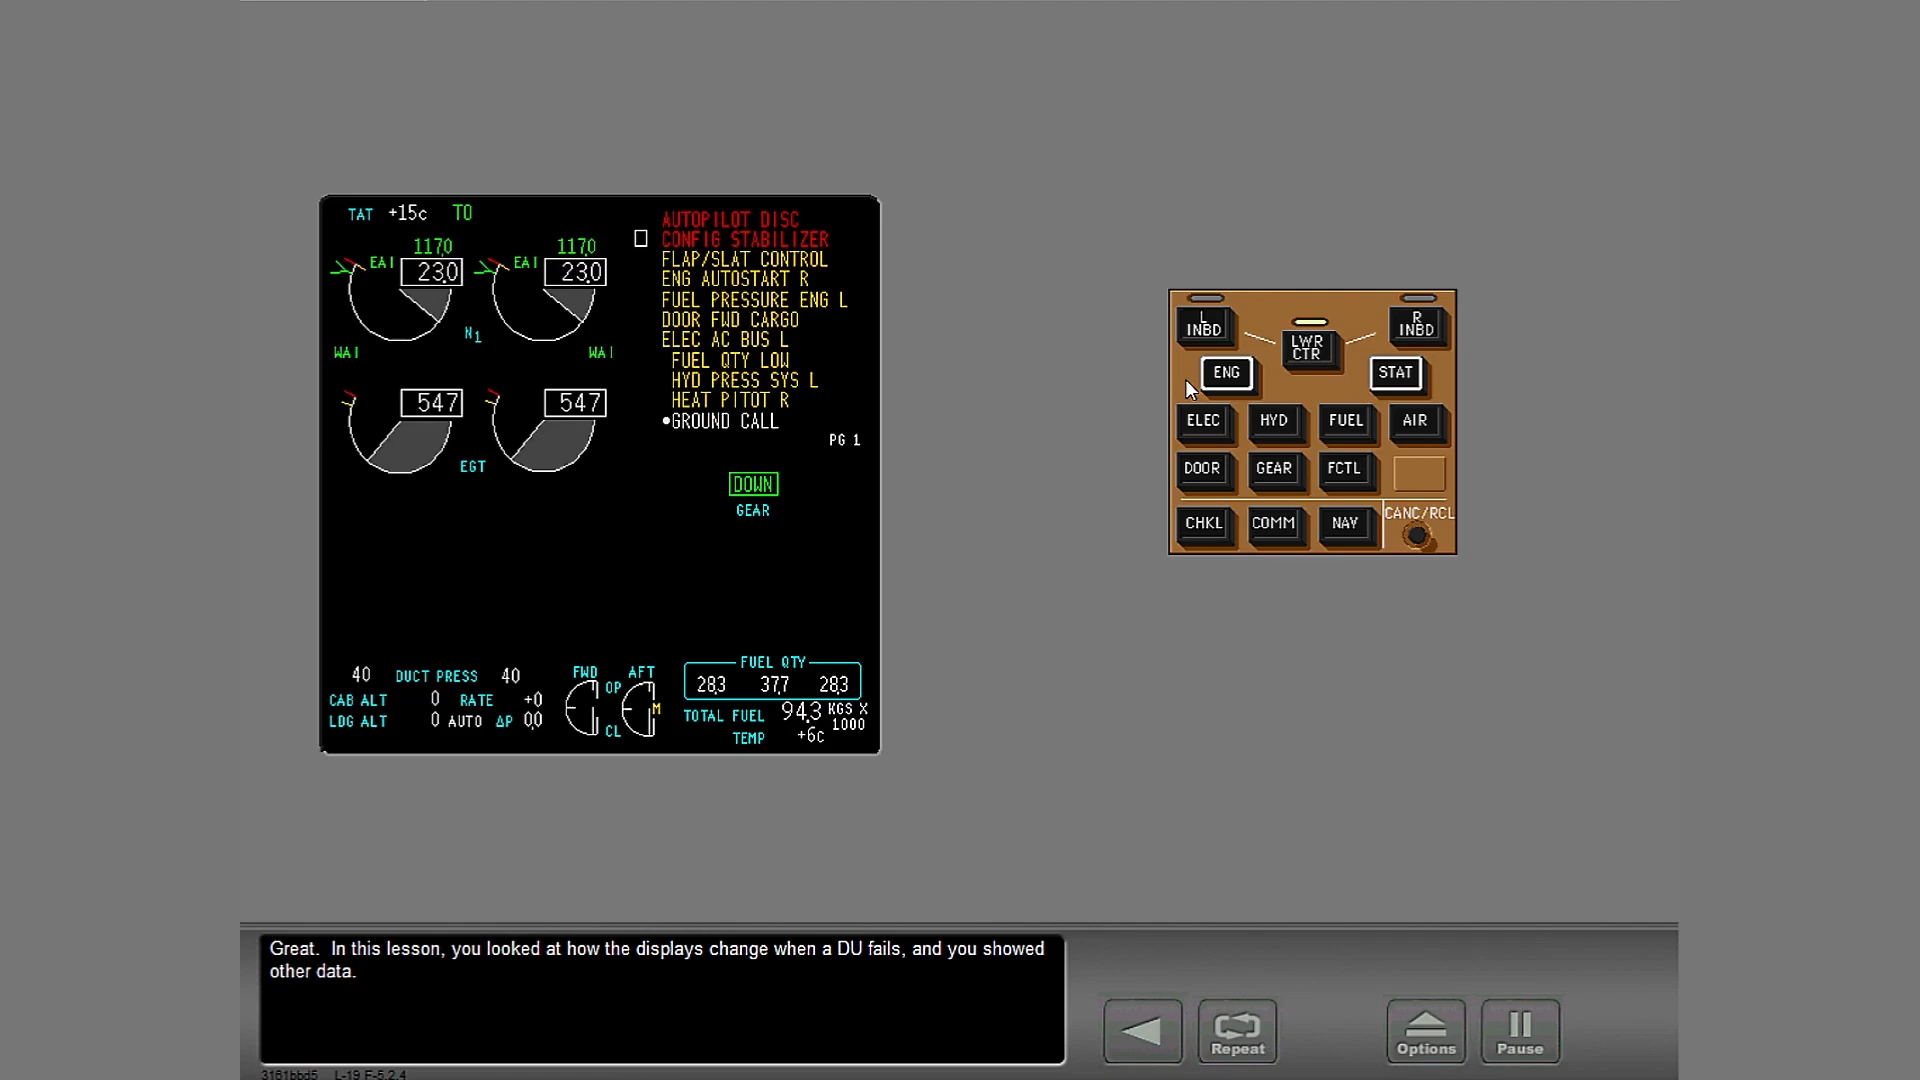 TAT +15c TO
1170 1170
EAI 23.0 EAI 23.0
N1
WAI WAI
547 547
EGT
AUTOPILOT DISC
CONFIG STABILIZER
FLAP/SLAT CONTROL
ENG AUTOSTART R
FUEL PRESSURE ENG L
DOOR FWD CARGO
ELEC AC BUS L
FUEL QTY LOW
HYD PRESS SYS L
HEAT PITOT R
•GROUND CALL
PG 1
DOWN
GEAR
40 DUCT PRESS 40
CAB ALT 0 RATE +0
LDG ALT 0 AUTO ΔP 0.0
FWD AFT
OP
M
CL
FUEL QTY
28.3 37.7 28.3
TOTAL FUEL 94.3 KGS X
1000
TEMP +6c
L
INBD
R
INBD
LWR
CTR
ENG STAT
ELEC HYD FUEL AIR
DOOR GEAR FCTL
CANC/RCL
CHKL COMM NAV
Great. In this lesson, you looked at how the displays change when a DU fails, and you showed
other data.
Repeat Options Pause
3161bbd5 L-19 F-5.2.4